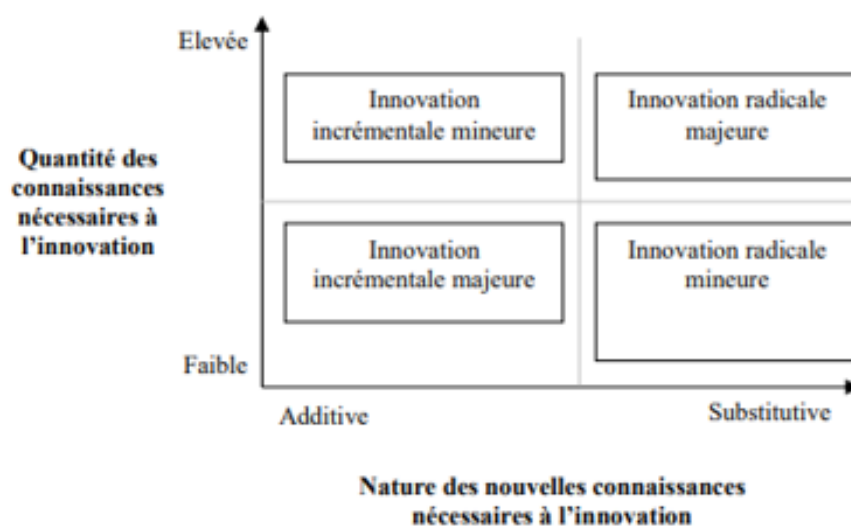 Elevée
Innovation
incrémentale mineure
Innovation radicale
majeure
Quantité des
connaissances
nécessaires à
l'innovation
Innovation
incrémentale majeure
Innovation radicale
mineure
Faible
Additive
Substitutive
Nature des nouvelles connaissances
nécessaires à l'innovation